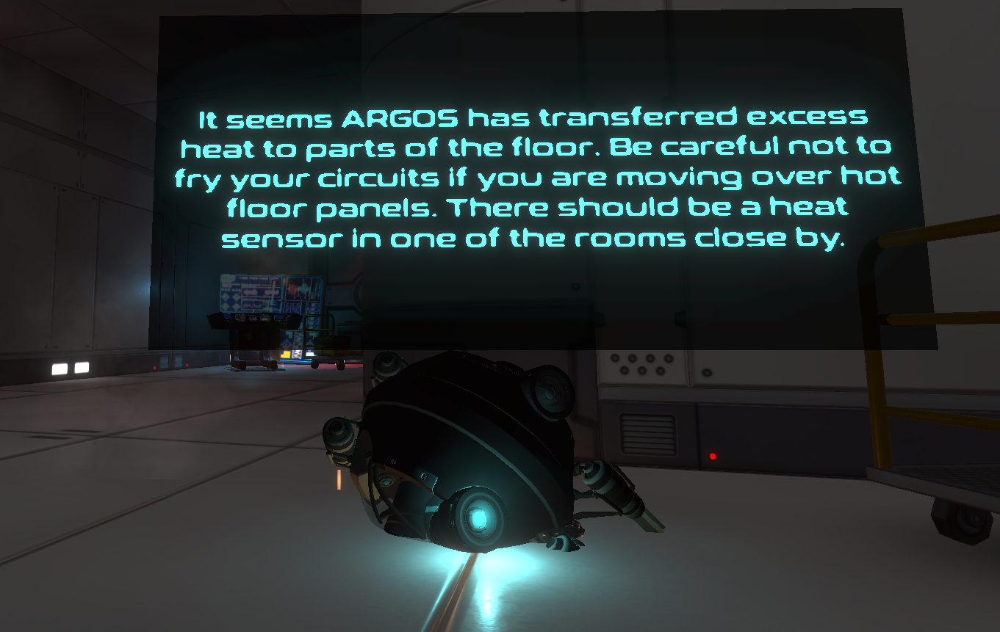 It seems ARGOS has transferred excess
heat to parts of the floor. Be careful not to
fry your circuits if you are moving over hot
floor panels. There should be a heat
sensor in one of the rooms close by.